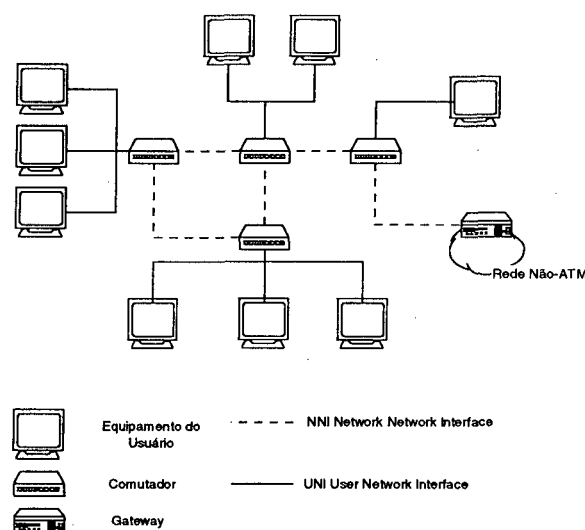 Rede Não-ATM
Equipamento do
Usuário
NNI Network Network Interface
Comutador
UNI User Network Interface
Gateway